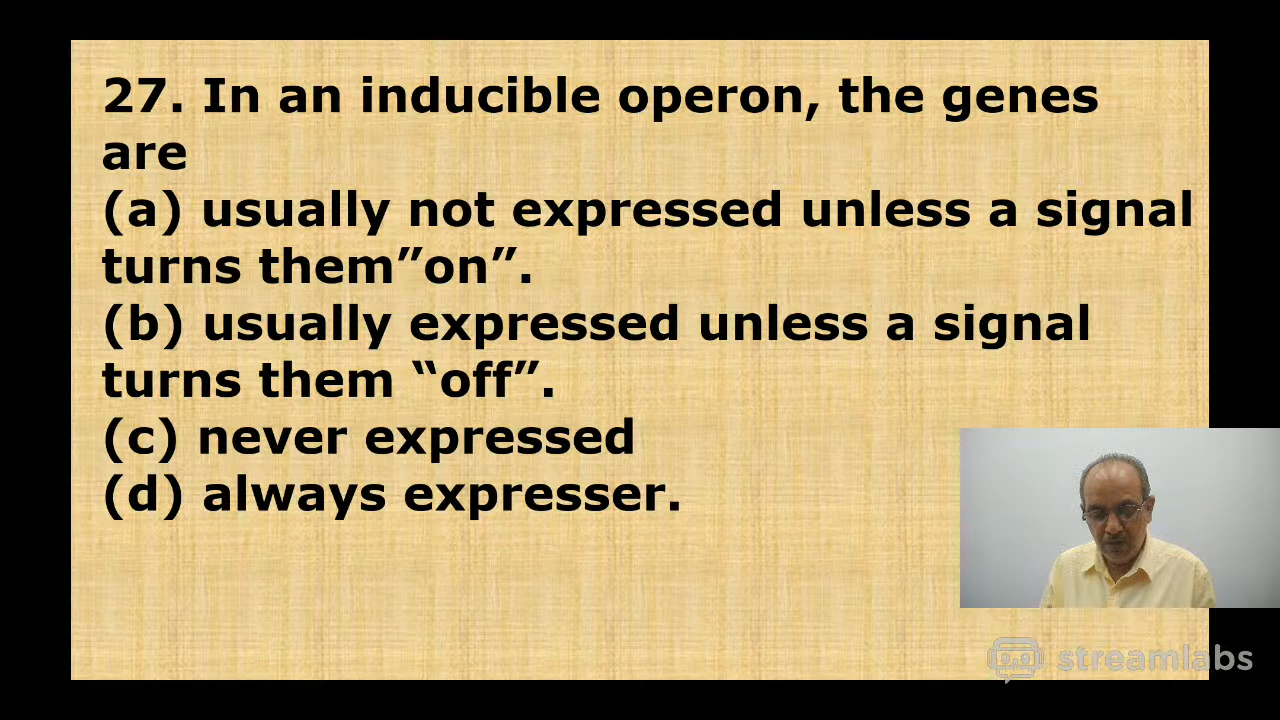 27. In an inducible operon, the genes
are
(a) usually not expressed unless a signal
turns them”on”.
(b) usually expressed unless a signal
turns them “off”.
(c) never expressed
(d) always expresser.
streamlabs